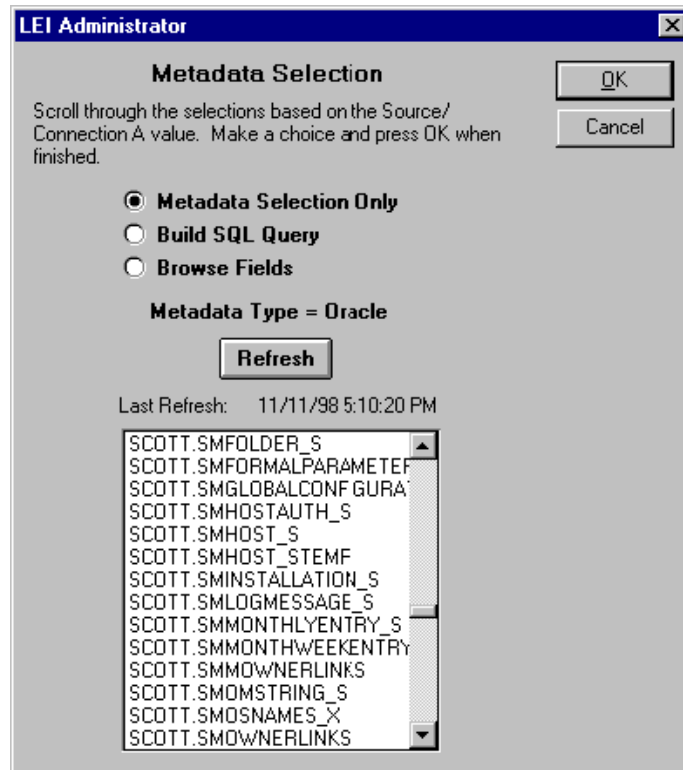 LEI Administrator
Metadata Selection
OK
Scroll through the selections based on the Source/
Connection A value. Make a choice and press OK when
finished.
Cancel
Metadata Selection Only
Build SQL Query
Browse Fields
Metadata Type = Oracle
Refresh
Last Refresh: 11/11/98 5:10:20 PM
SCOTT.SMFOLDER_S
SCOTT.SMFORMALPARAMETER
SCOTT.SMGLOBALCONFGURA
SCOTT.SMHOSTAUTH_S
SCOTT.SMHOST_S
SCOTT.SMHOST_STEMF
SCOTT.SMINSTALLATION_S
SCOTT.SMLOGMESSAGE_S
SCOTT.SMMONTHLYENTRY_S
SCOTT.SMMONTHWEEKENTRY
SCOTT.SMMOWNERLINKS
SCOTT.SMOMSTRING_S
SCOTT.SMOSNAMES_X
SCOTT.SMOWNERLINKS